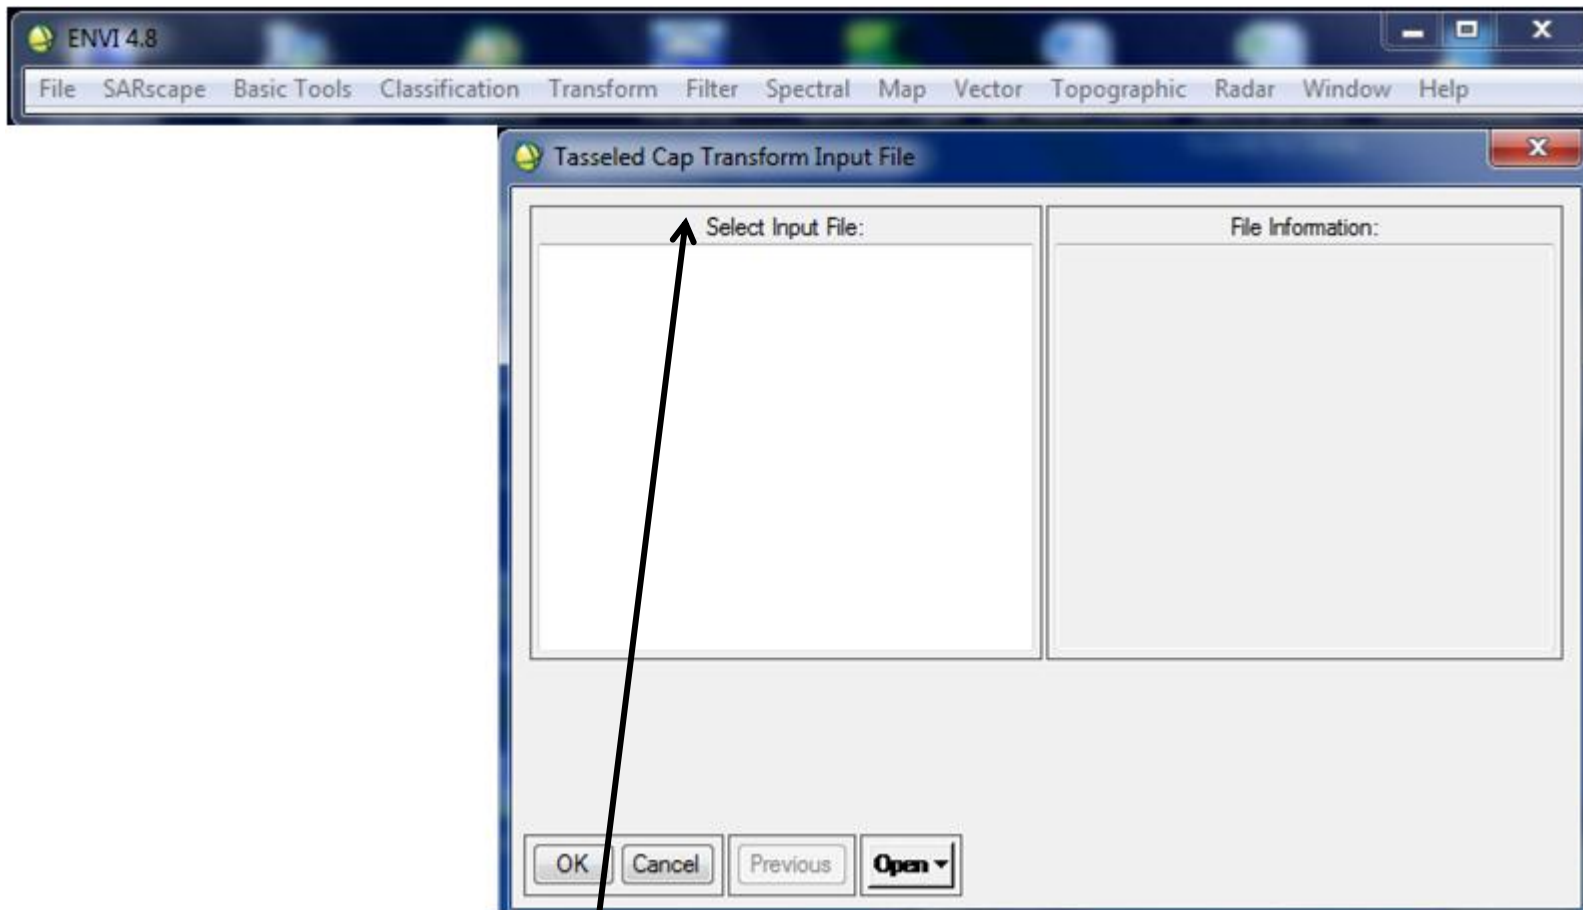 ENVI 4.8
File SARscape Basic Tools Classification Transform Filter Spectral Map Vector Topographic Radar Window Help
Tasseled Cap Transform Input File
Select Input File:
File Information:
OK Cancel Previous Open